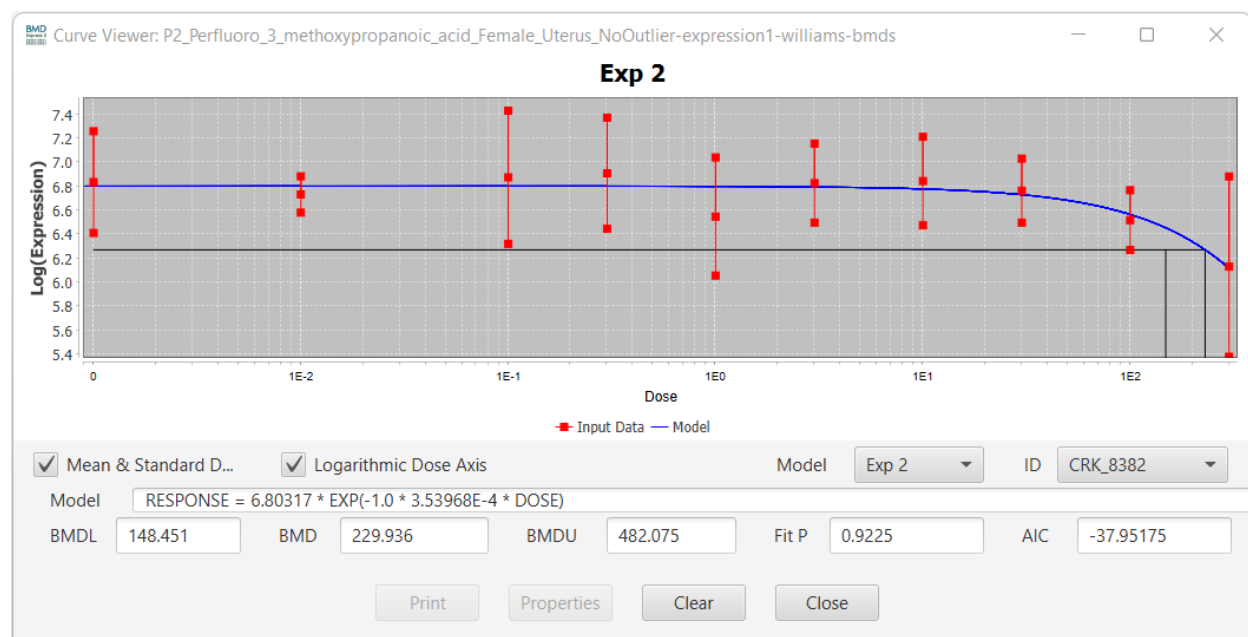 BMD Express 2 Curve Viewer: P2_Perfluoro_3_methoxypropanoic_acid_Female_Uterus_NoOutlier-expression1-williams-bmds
Exp 2
Log(Expression)
7.4
7.2
7.0
6.8
6.6
6.4
6.2
6.0
5.8
5.6
5.4
0 1E-2 1E-1 1E0 1E1 1E2
Dose
Input Data Model
Mean & Standard D... Logarithmic Dose Axis Model Exp 2 ID CRK_8382
Model RESPONSE = 6.80317 * EXP(-1.0 * 3.53968E-4 * DOSE)
BMDL 148.451 BMD 229.936 BMDU 482.075 Fit P 0.9225 AIC -37.95175
Print Properties Clear Close